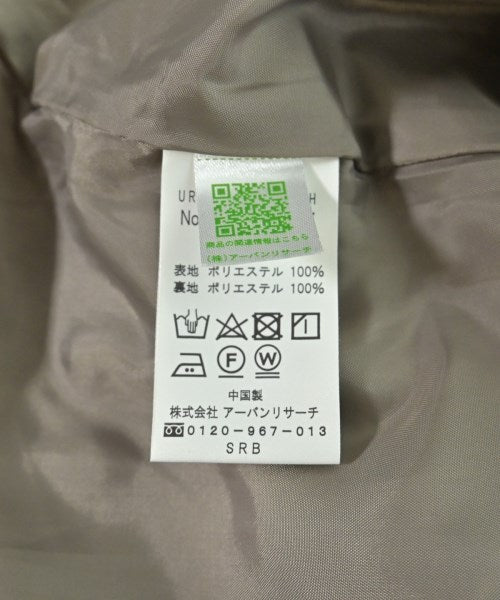 商品の関連情報はこちら
(株)アーバンリサーチ
表地 ポリエステル 100%
裏地 ポリエステル 100%
中国製
株式会社 アーバンリサーチ
0120-967-013
SRB